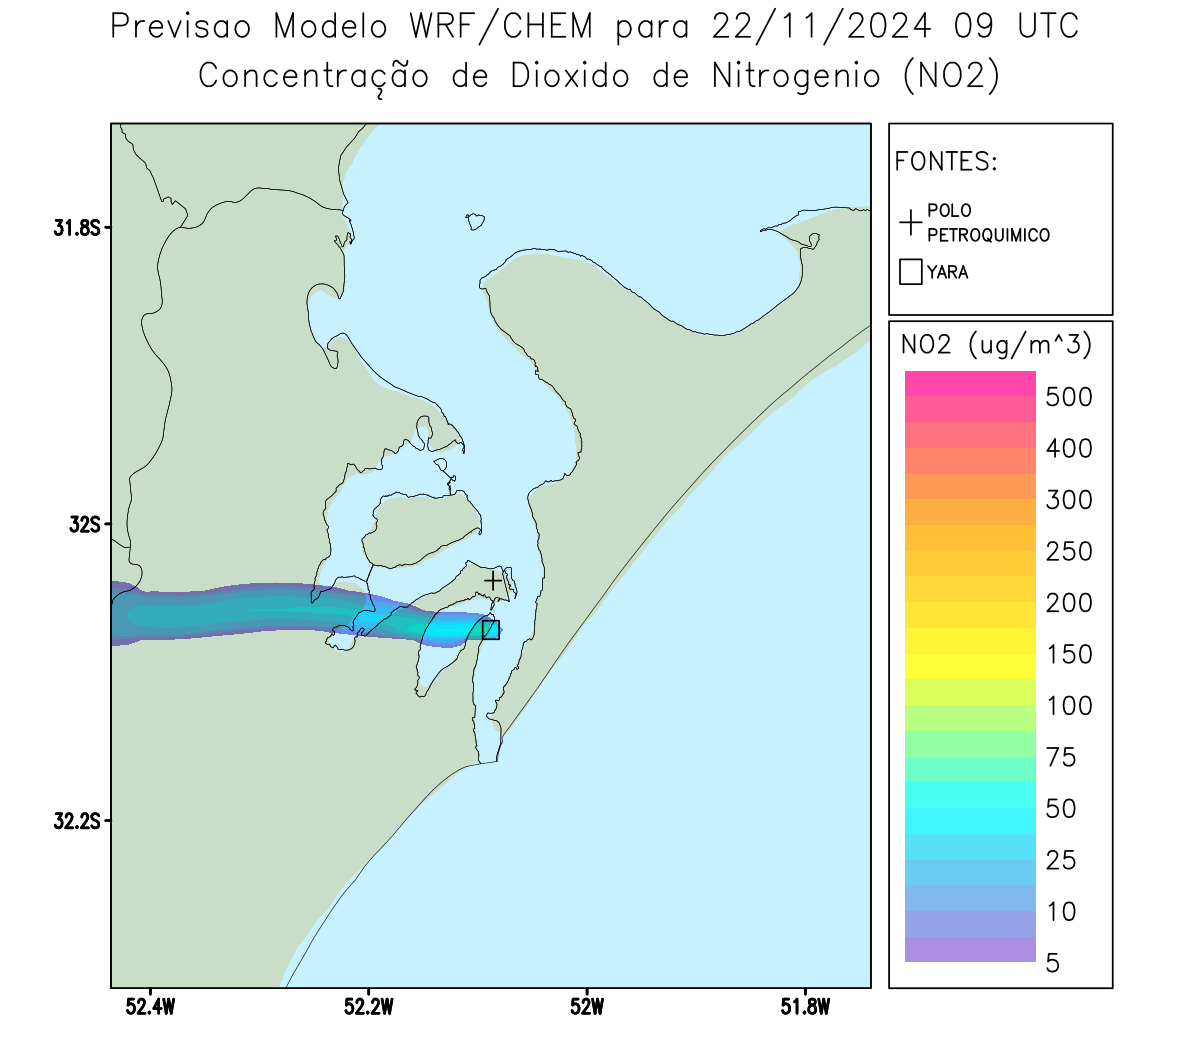 Previsao Modelo WRF/CHEM para 22/11/2024 09 UTC
Concentração de Dioxido de Nitrogenio (NO2)
FONTES:
POLO
PETROQUIMICO
YARA
NO2 (ug/m^3)
500
400
300
250
200
150
100
75
50
25
10
5
31.8S
32S
32.2S
52.4W
52.2W
52W
51.8W